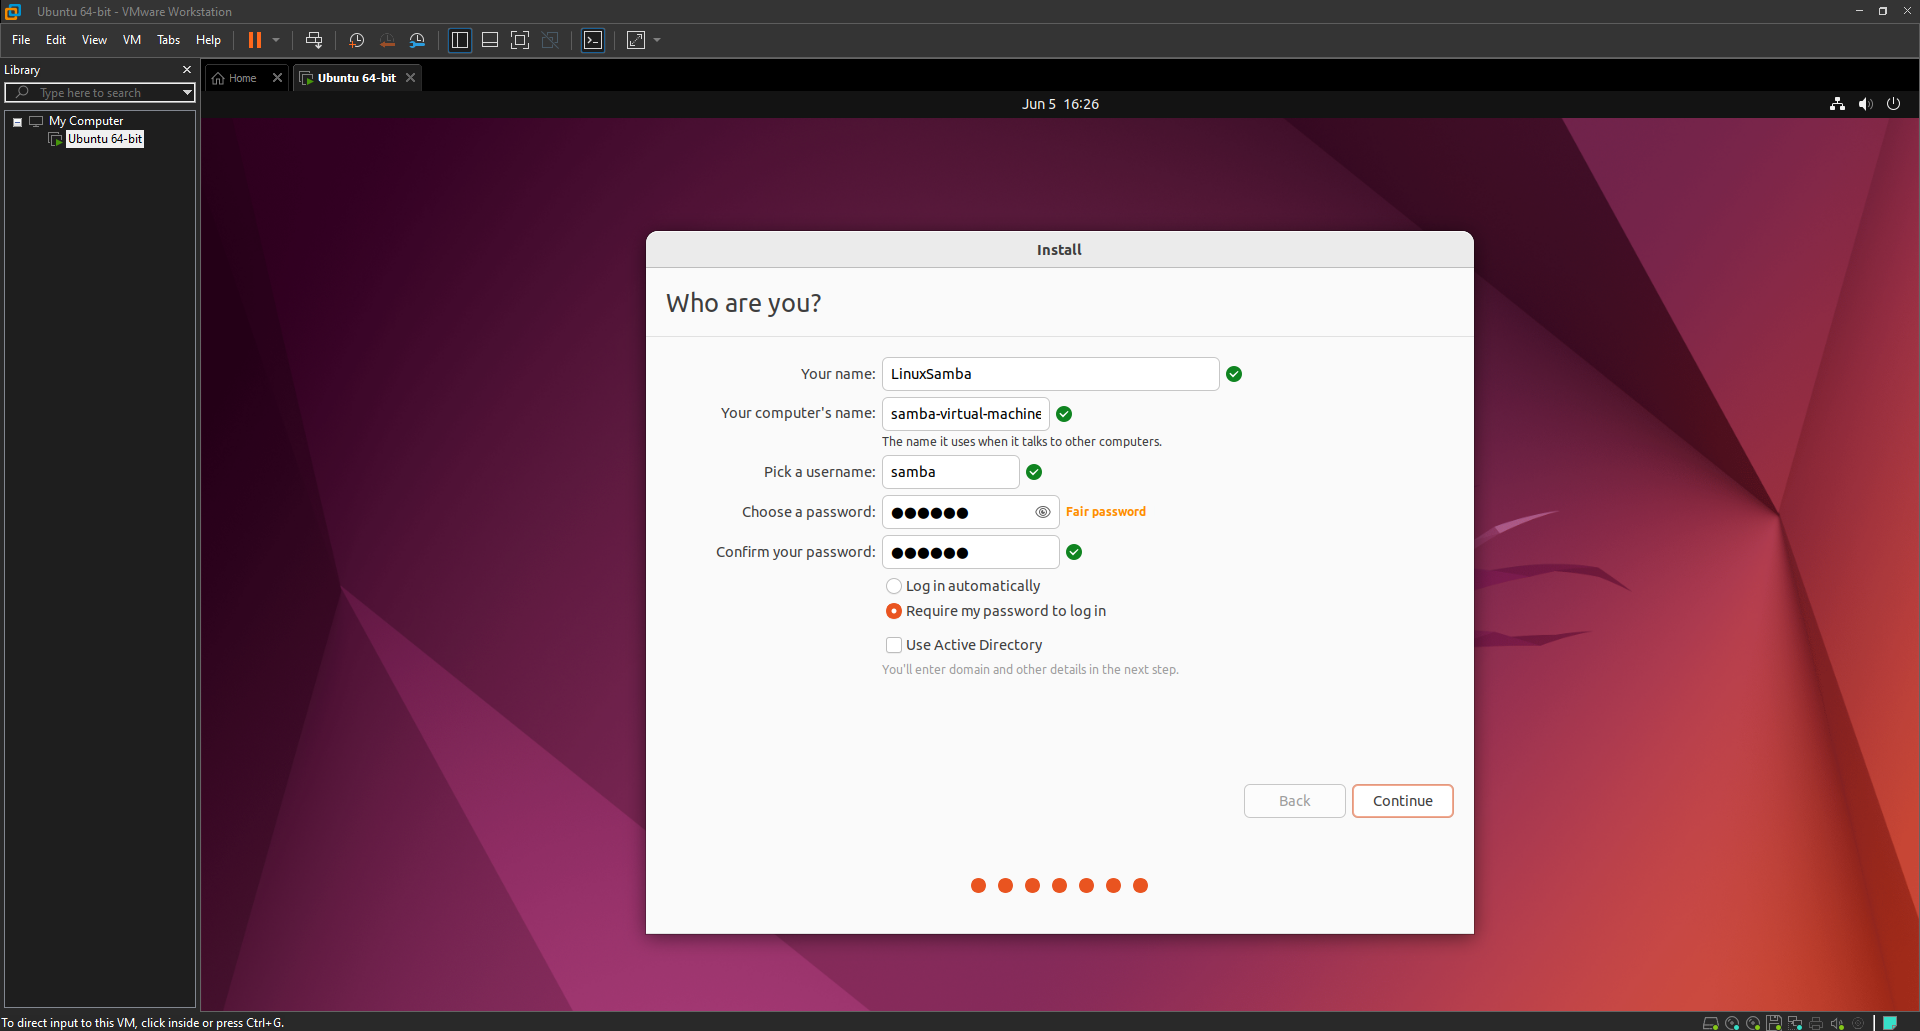 Ubuntu 64-bit - VMware Workstation
File Edit View VM Tabs Help
Library
Type here to search
My Computer
Ubuntu 64-bit
Home
Ubuntu 64-bit
Jun 5 16:26
Install
Who are you?
Your name: LinuxSamba
Your computer's name: samba-virtual-machine
The name it uses when it talks to other computers.
Pick a username: samba
Choose a password: ●●●●●● Fair password
Confirm your password: ●●●●●●
Log in automatically
Require my password to log in
Use Active Directory
You'll enter domain and other details in the next step.
Back Continue
To direct input to this VM, click inside or press Ctrl+G.